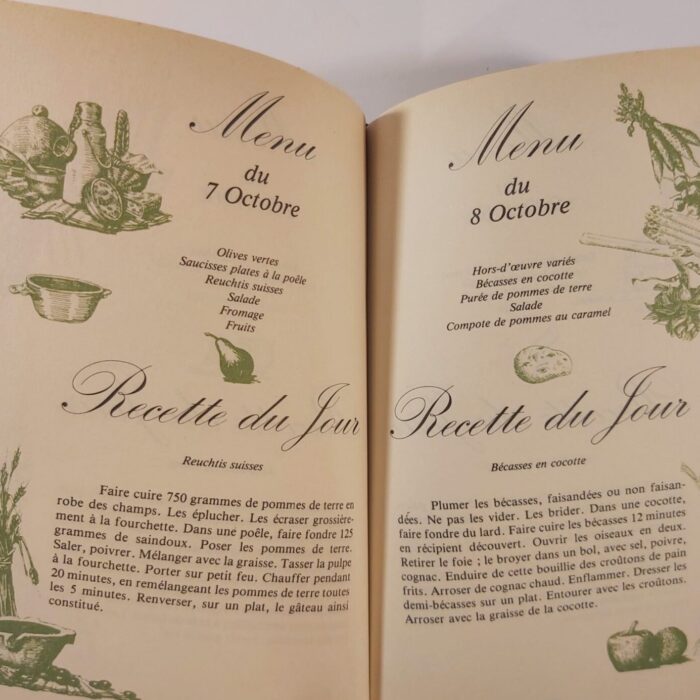 Menu
du
7 Octobre
Olives vertes
Saucisses plates à la poêle
Reuchtis suisses
Salade
Fromage
Fruits
Recette du Jour
Reuchtis suisses
Faire cuire 750 grammes de pommes de terre en
robe des champs. Les éplucher. Les écraser grossière-
ment à la fourchette. Dans une poêle, faire fondre 125
grammes de saindoux. Poser les pommes de terre.
Saler, poivrer. Mélanger avec la graisse. Tasser la pulpe
à la fourchette. Porter sur petit feu. Chauffer pendant
20 minutes, en remélangeant les pommes de terre toutes
les 5 minutes. Renverser, sur un plat, le gâteau ainsi
constitué.
Menu
du
8 Octobre
Hors-d'œuvre variés
Bécasses en cocotte
Purée de pommes de terre
Salade
Compote de pommes au caramel
Recette du Jour
Bécasses en cocotte
Plumer les bécasses, faisandées ou non faisan-
dées. Ne pas les vider. Les brider. Dans une cocotte,
faire fondre du lard. Faire cuire les bécasses 12 minutes
en récipient découvert. Ouvrir les oiseaux en deux.
Retirer le foie ; le broyer dans un bol, avec sel, poivre,
cognac. Enduire de cette bouillie des croûtons de pain
frits. Arroser de cognac chaud. Enflammer. Dresser les
demi-bécasses sur un plat. Entourer avec les croûtons.
Arroser avec la graisse de la cocotte.